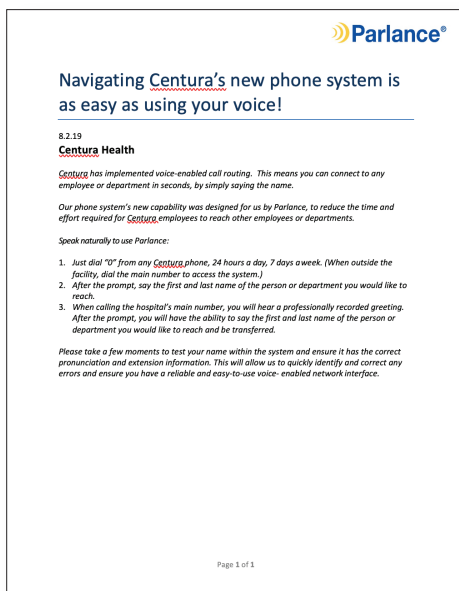 Parlance®
Navigating Centura's new phone system is
as easy as using your voice!
8.2.19
Centura Health
Centura has implemented voice-enabled call routing. This means you can connect to any
employee or department in seconds, by simply saying the name.
Our phone system's new capability was designed for us by Parlance, to reduce the time and
effort required for Centura employees to reach other employees or departments.
Speak naturally to use Parlance:
1. Just dial "0" from any Centura phone, 24 hours a day, 7 days a week. (When outside the
facility, dial the main number to access the system.)
2. After the prompt, say the first and last name of the person or department you would like to
reach.
3. When calling the hospital's main number, you will hear a professionally recorded greeting.
After the prompt, you will have the ability to say the first and last name of the person or
department you would like to reach and be transferred.
Please take a few moments to test your name within the system and ensure it has the correct
pronunciation and extension information. This will allow us to quickly identify and correct any
errors and ensure you have a reliable and easy-to-use voice- enabled network interface.
Page 1 of 1